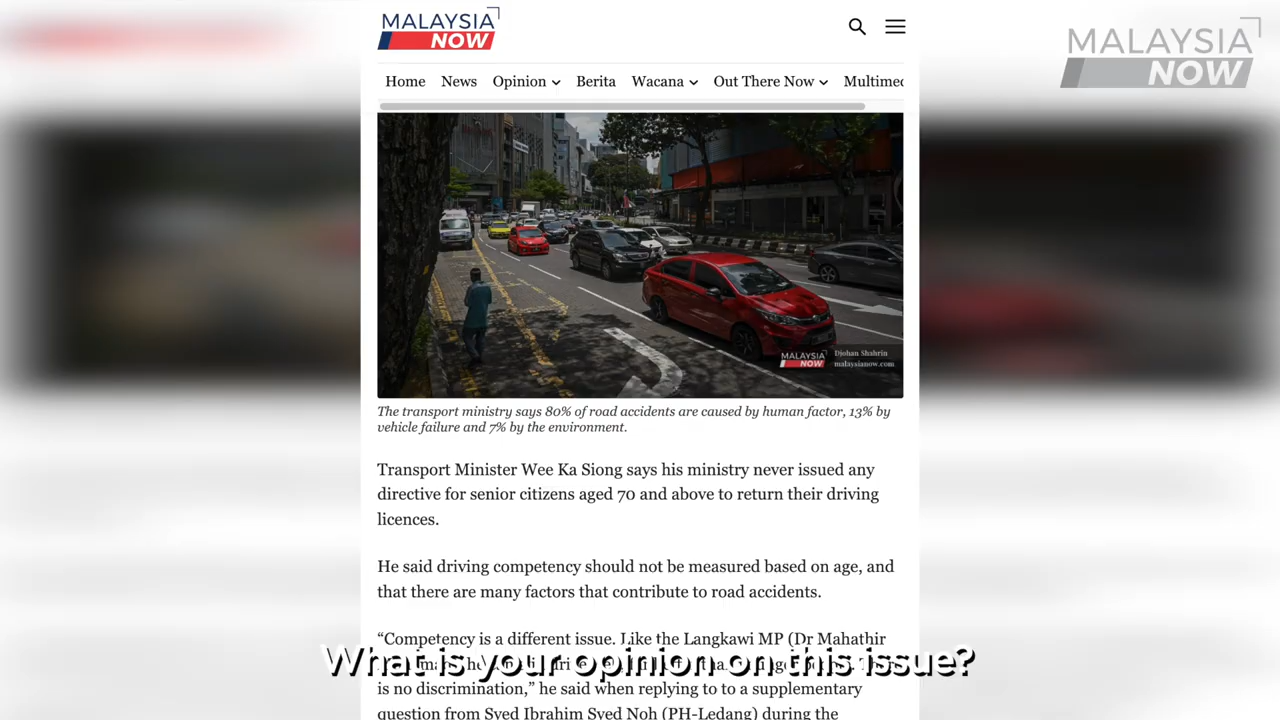 MALAYSIA
NOW
MALAYSIA
NOW
Home News Opinion Berita Wacana Out There Now Multimed
MALAYSIA
NOW
Djohan Shahrin
malaysianow.com
The transport ministry says 80% of road accidents are caused by human factor, 13% by
vehicle failure and 7% by the environment.
Transport Minister Wee Ka Siong says his ministry never issued any
directive for senior citizens aged 70 and above to return their driving
licences.
He said driving competency should not be measured based on age, and
that there are many factors that contribute to road accidents.
“Competency is a different issue. Like the Langkawi MP (Dr Mahathir
What is your opinion on this issue?
is no discrimination,” he said when replying to to a supplementary
question from Syed Ibrahim Syed Noh (PH-Ledang) during the